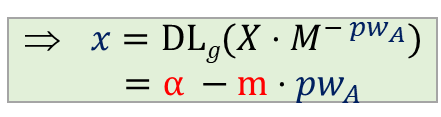 ⇒ x = DL_g(X · M^{− pw_A})
= α − m · pw_A